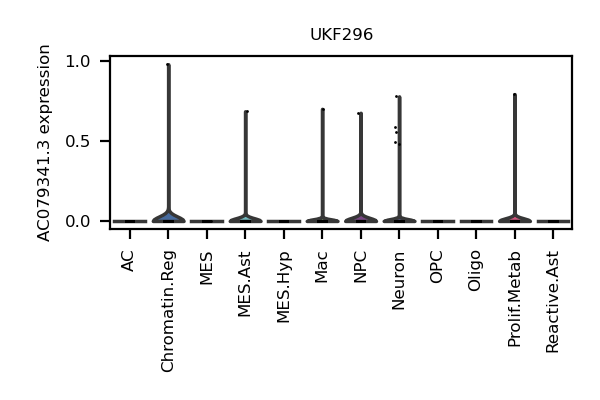 UKF296
AC079341.3 expression
1.0
0.5
0.0
AC
Chromatin.Reg
MES
MES.Ast
MES.Hyp
Mac
NPC
Neuron
OPC
Oligo
Prolif.Metab
Reactive.Ast